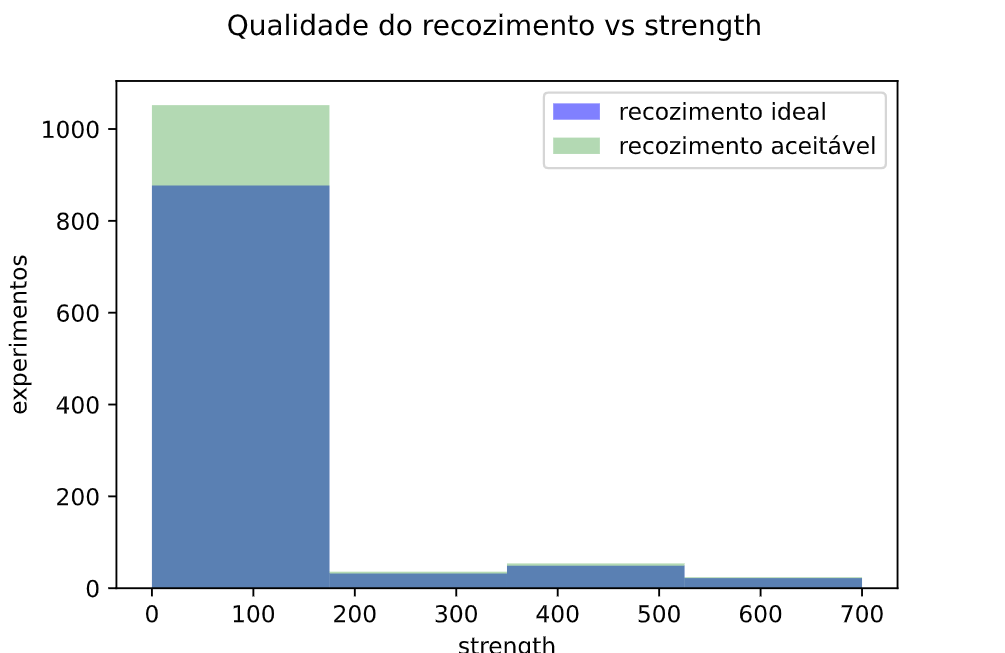 Qualidade do recozimento vs strength
recozimento ideal
recozimento aceitável
experimentos
1000
800
600
400
200
0
0 100 200 300 400 500 600 700
strength